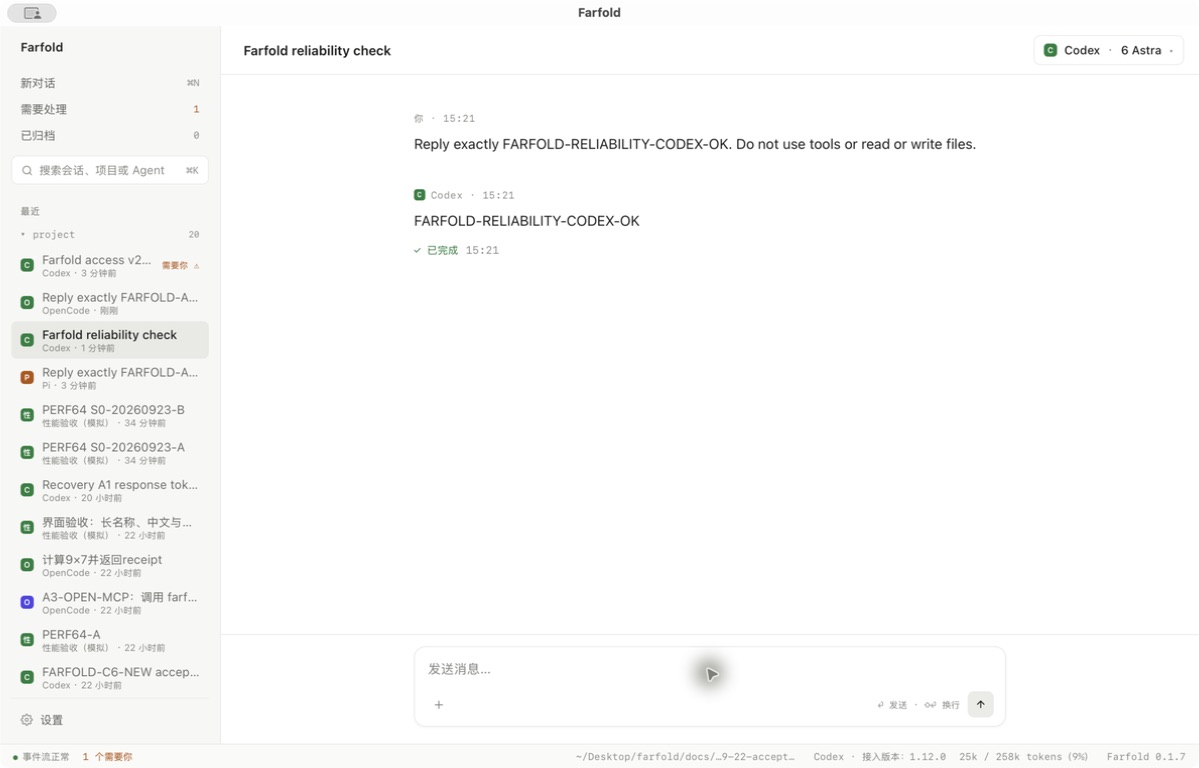 Farfold
Farfold
新对话 ⌘N
需要处理 1
已归档 0
搜索会话、项目或 Agent ⌘K
最近
project 20
C Farfold access v2... 需要你
Codex · 3 分钟前
O Reply exactly FARFOLD-A...
OpenCode · 刚刚
C Farfold reliability check
Codex · 1 分钟前
P Reply exactly FARFOLD-A...
Pi · 3 分钟前
性 PERF64 S0-20260923-B
性能验收（模拟） · 34 分钟前
性 PERF64 S0-20260923-A
性能验收（模拟） · 34 分钟前
C Recovery A1 response tok...
Codex · 20 小时前
性 界面验收：长名称、中文与...
性能验收（模拟） · 22 小时前
O 计算9×7并返回receipt
OpenCode · 22 小时前
O A3-OPEN-MCP：调用 farf...
OpenCode · 22 小时前
性 PERF64-A
性能验收（模拟） · 22 小时前
C FARFOLD-C6-NEW accep...
Codex · 22 小时前
设置
Farfold reliability check
C Codex · 6 Astra
你 · 15:21
Reply exactly FARFOLD-RELIABILITY-CODEX-OK. Do not use tools or read or write files.
C Codex · 15:21
FARFOLD-RELIABILITY-CODEX-OK
✓ 已完成 15:21
发送消息...
+ 发送 · 换行
事件流正常 1 个需要你 ~/Desktop/farfold/docs/…9-22-accept… Codex · 接入版本: 1.12.0 25k / 258k tokens (9%) Farfold 0.1.7